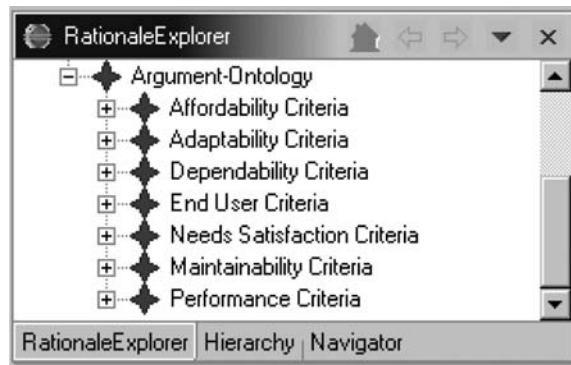 RationaleExplorer
Argument-Ontology
Affordability Criteria
Adaptability Criteria
Dependability Criteria
End User Criteria
Needs Satisfaction Criteria
Maintainability Criteria
Performance Criteria
RationaleExplorer Hierarchy Navigator